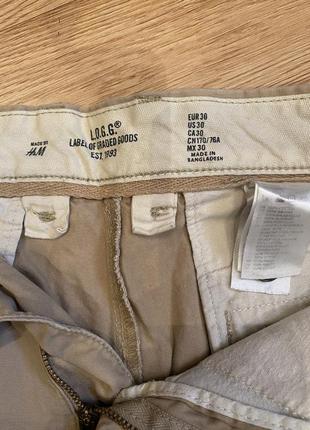 MADE BY
H&M
L.O.G.G.®
LABEL OF GRADED GOODS
EST. 1993
EUR 30
US 30
CA 30
CN 170/76A
MX 30
MADE IN
BANGLADESH